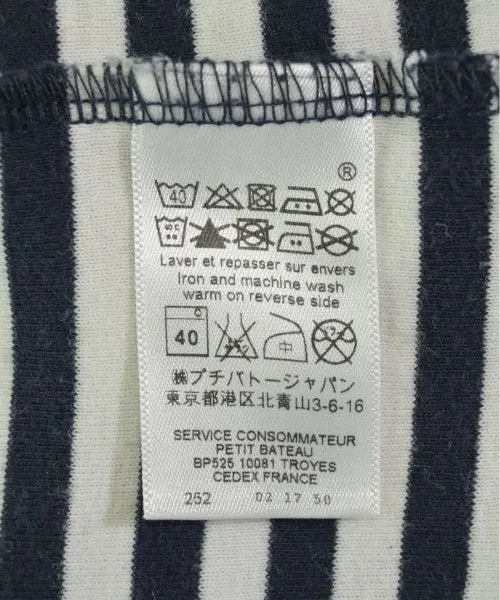 ®
40
Laver et repasser sur envers
Iron and machine wash
warm on reverse side
40 中
㈱プチバトージャパン
東京都港区北青山3-6-16
SERVICE CONSOMMATEUR
PETIT BATEAU
BP525 10081 TROYES
CEDEX FRANCE
252 02 17 50